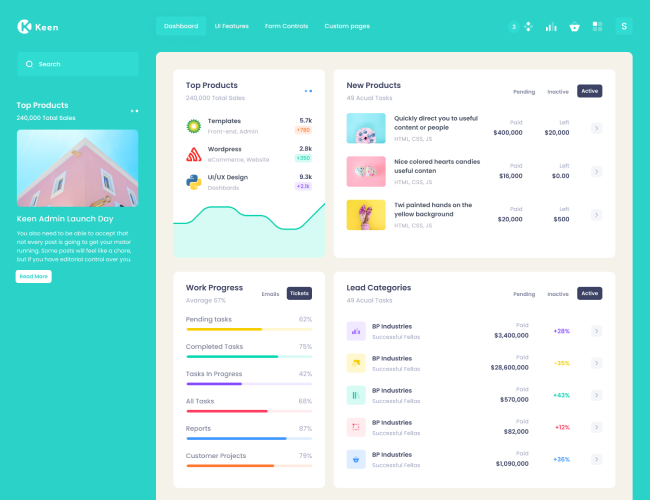 Keen
Dashboard
UI Features
Form Controls
Custom pages
3
S
Search
Top Products
240,000 Total Sales
Keen Admin Launch Day
You also need to be able to accept that
not every post is going to get your motor
running. Some posts will feel like a chore,
but if you have editorial control over you.
Read More
Top Products
240,000 Total Sales
Templates
Front-end, Admin
5.7k
+780
Wordpress
eCommerce, Website
2.8k
+350
UI/UX Design
Dashboards
9.3k
+2.1k
New Products
49 Acual Tasks
Pending
Inactive
Active
Quickly direct you to useful
content or people
HTML, CSS, JS
Paid
$400,000
Left
$20,000
Nice colored hearts candies
useful conten
HTML, CSS, JS
Paid
$16,000
Left
$0.00
Twi painted hands on the
yellow background
HTML, CSS, JS
Paid
$20,000
Left
$500
Work Progress
Avarage 67%
Emails
Tickets
Pending tasks
62%
Completed Tasks
75%
Tasks In Progress
42%
All Tasks
68%
Reports
87%
Customer Projects
79%
Lead Categories
49 Acual Tasks
Pending
Inactive
Active
BP Industries
Successful Fellas
Paid
$3,400,000
+28%
BP Industries
Successful Fellas
Paid
$28,600,000
-35%
BP Industries
Successful Fellas
Paid
$570,000
+43%
BP Industries
Successful Fellas
Paid
$82,000
+12%
BP Industries
Successful Fellas
Paid
$1,090,000
+36%